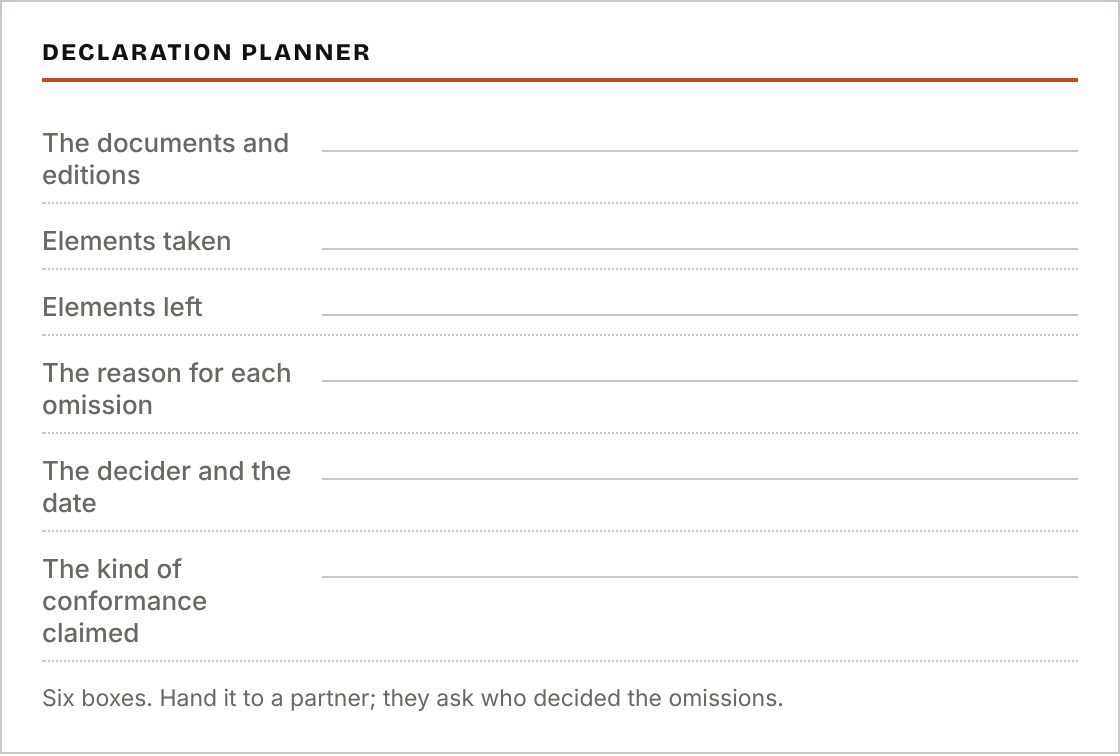 DECLARATION PLANNER
The documents and
editions
Elements taken
Elements left
The reason for each
omission
The decider and the
date
The kind of
conformance
claimed
Six boxes. Hand it to a partner; they ask who decided the omissions.